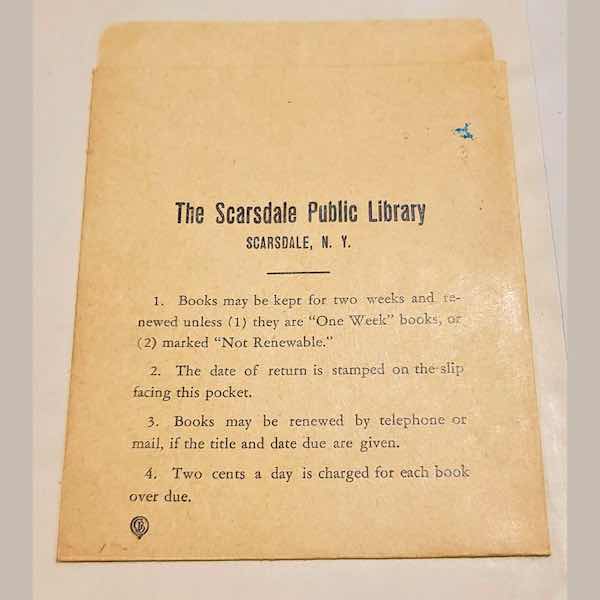 The Scarsdale Public Library
SCARSDALE, N. Y.
1. Books may be kept for two weeks and re-
newed unless (1) they are "One Week" books, or
(2) marked "Not Renewable."
2. The date of return is stamped on the slip
facing this pocket.
3. Books may be renewed by telephone or
mail, if the title and date due are given.
4. Two cents a day is charged for each book
over due.